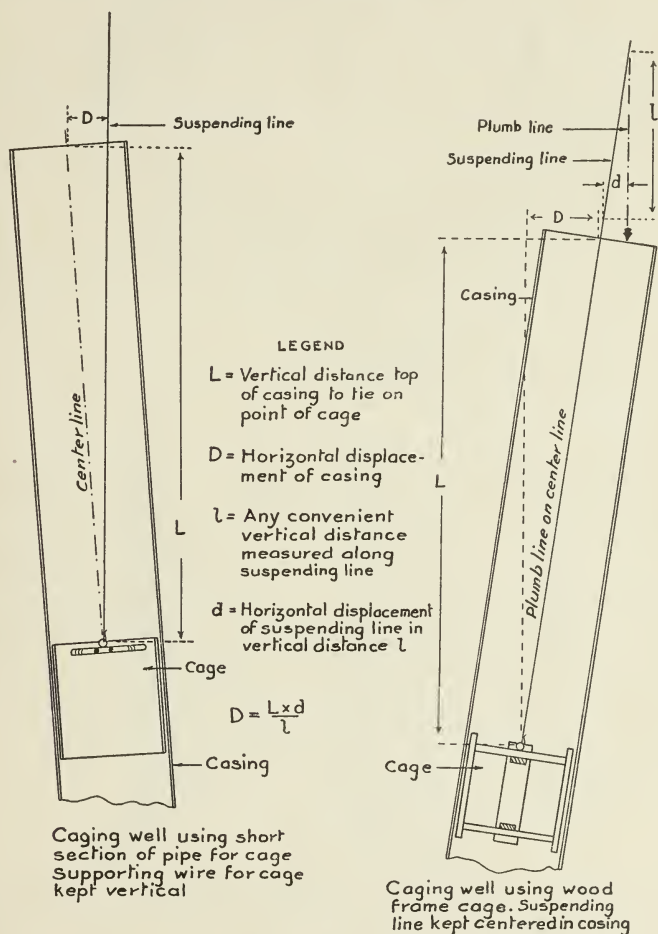 D
Suspending line
Center line
L
Cage
Casing
Caging well using short
section of pipe for cage
Supporting wire for cage
kept vertical
LEGEND
L = Vertical distance top
of casing to tie on
point of cage
D = Horizontal displace-
ment of casing
l = Any convenient
vertical distance
measured along
suspending line
d = Horizontal displacement
of suspending line in
vertical distance l
D = L x d / l
l
Plumb line
Suspending line
d
D
Casing
L
Plumb line on center line
Cage
Caging well using wood
frame cage. Suspending
line kept centered in casing